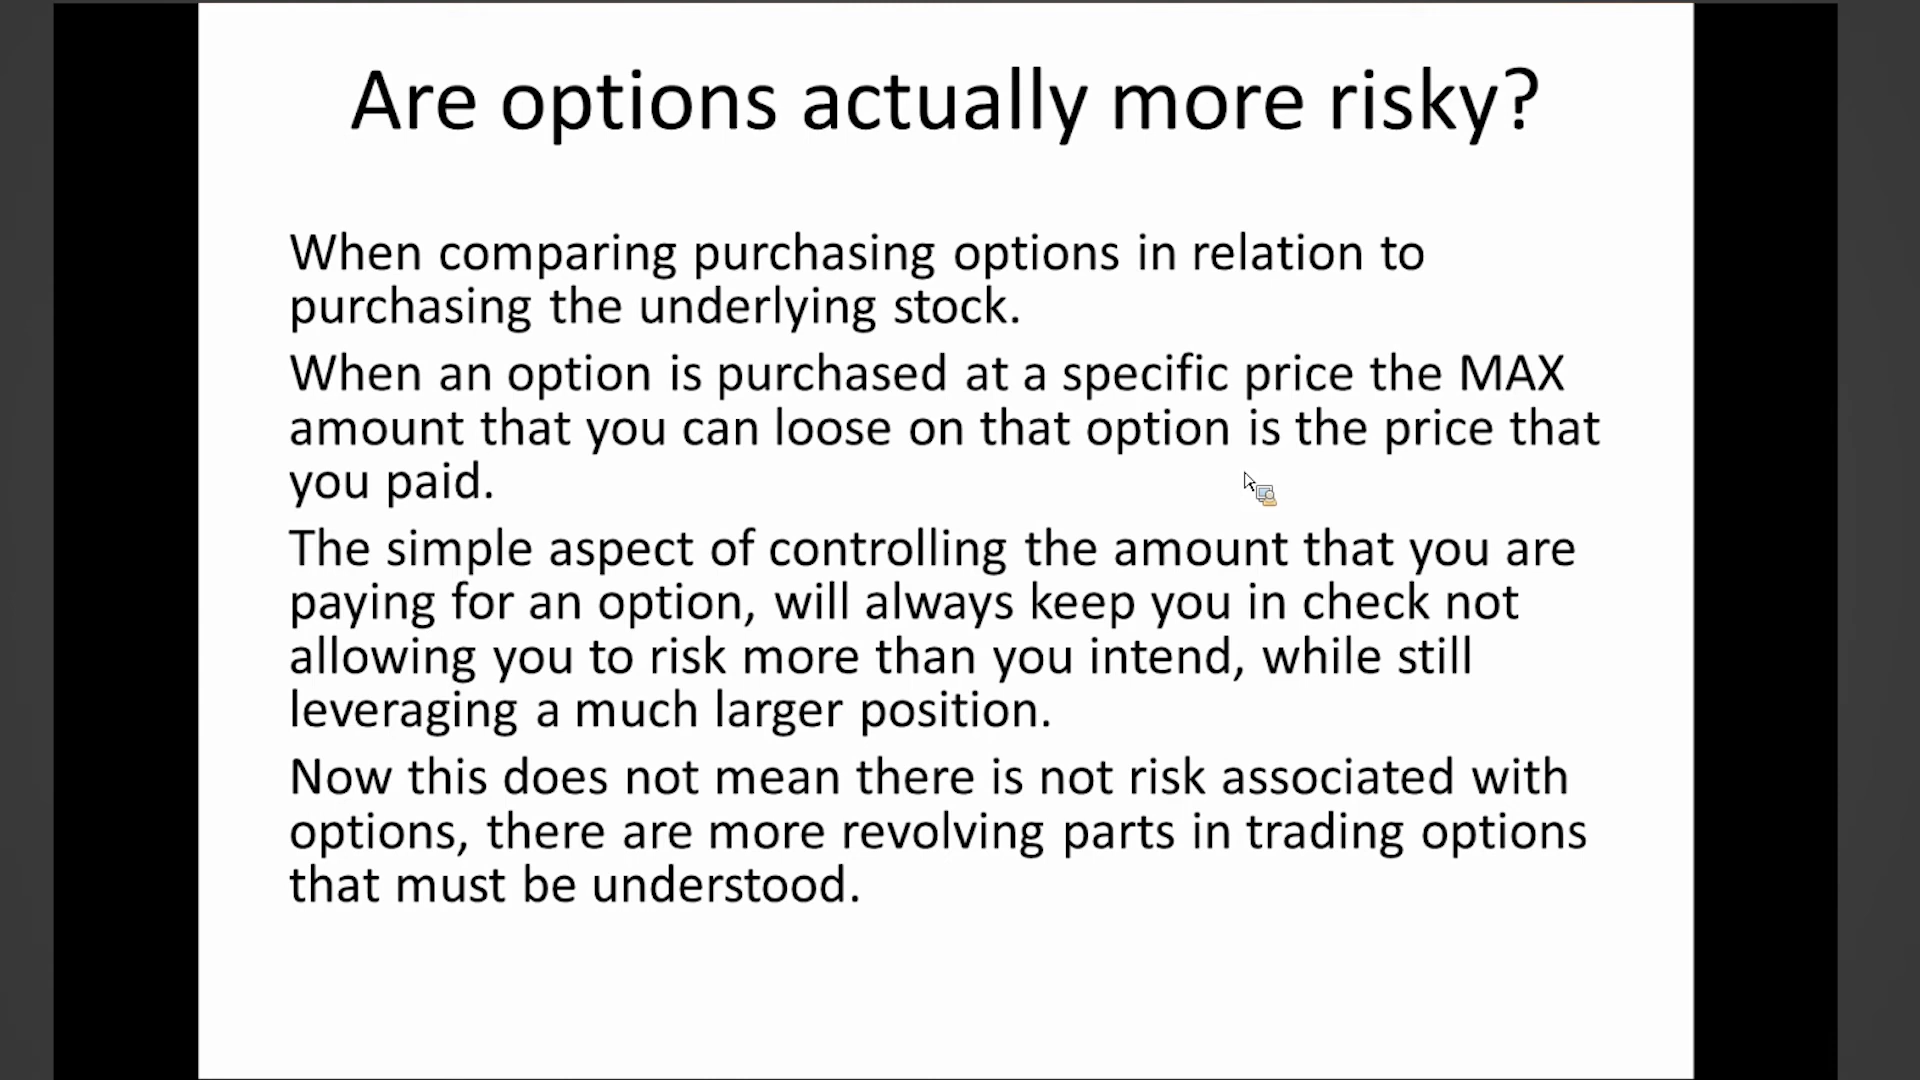 Are options actually more risky?
When comparing purchasing options in relation to
purchasing the underlying stock.
When an option is purchased at a specific price the MAX
amount that you can loose on that option is the price that
you paid.
The simple aspect of controlling the amount that you are
paying for an option, will always keep you in check not
allowing you to risk more than you intend, while still
leveraging a much larger position.
Now this does not mean there is not risk associated with
options, there are more revolving parts in trading options
that must be understood.